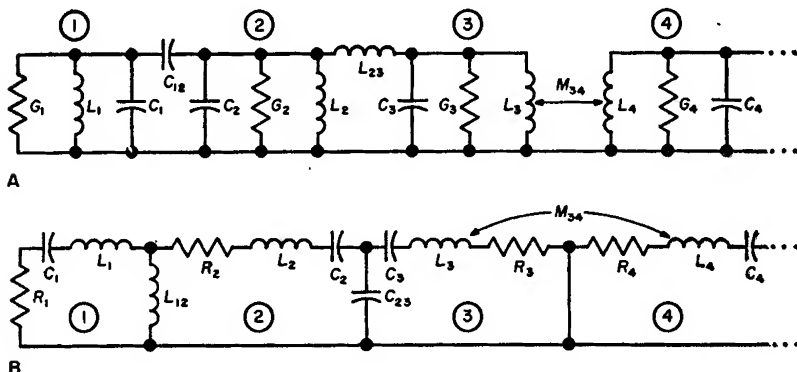 ① ② ③ ④
C₁₂ L₂₃ M₃₄
G₁ L₁ C₁ C₂ G₂ L₂ C₃ G₃ L₃ L₄ G₄ C₄
A
M₃₄
C₁ L₁ R₂ L₂ C₂ C₃ L₃ R₃ R₄ L₄ C₄
R₁ L₁₂ C₂₃
① ② ③ ④
B